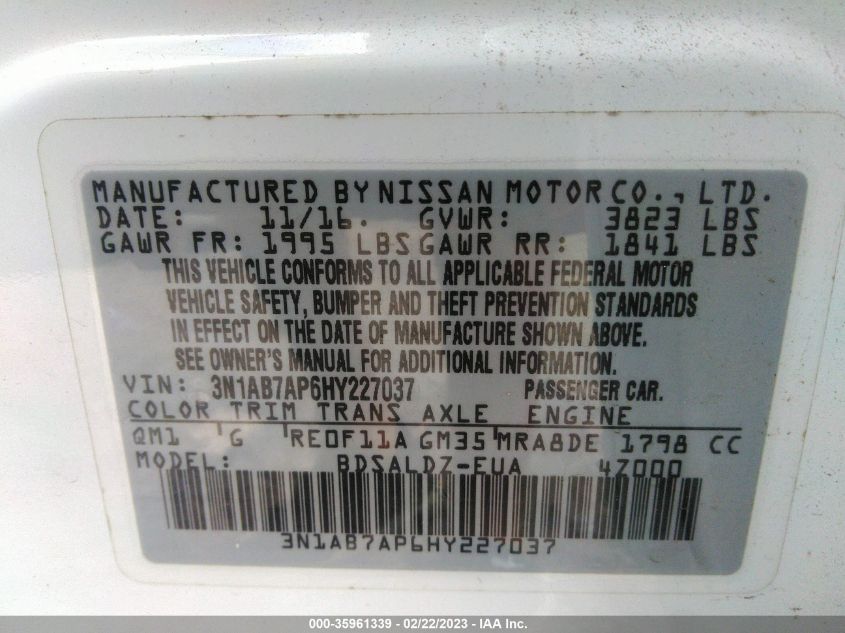 MANUFACTURED BY NISSAN MOTOR CO., LTD.
DATE: 11/16. GVWR: 3823 LBS
GAWR FR: 1995 LBS GAWR RR: 1841 LBS
THIS VEHICLE CONFORMS TO ALL APPLICABLE FEDERAL MOTOR
VEHICLE SAFETY, BUMPER AND THEFT PREVENTION STANDARDS
IN EFFECT ON THE DATE OF MANUFACTURE SHOWN ABOVE.
SEE OWNER'S MANUAL FOR ADDITIONAL INFORMATION.
VIN: 3N1AB7AP6HY227037 PASSENGER CAR.
COLOR TRIM TRANS AXLE ENGINE
QM1 G RE0F11A GM35 MRA8DE 1798 CC
MODEL: BDSALDZ-EUA 4Z000
3N1AB7AP6HY227037
000-35961339 - 02/22/2023 - IAA Inc.